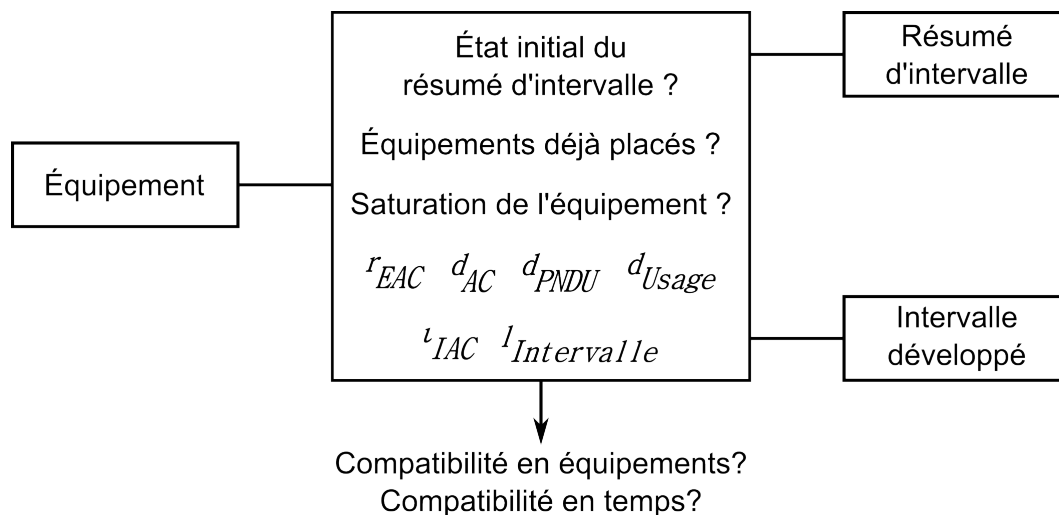 État initial du
résumé d'intervalle ?
Résumé
d'intervalle
Équipements déjà placés ?
Équipement
Saturation de l'équipement ?
r_EAC d_AC d_PNDU d_Usage
ι_IAC l_Intervalle
Intervalle
développé
Compatibilité en équipements?
Compatibilité en temps?